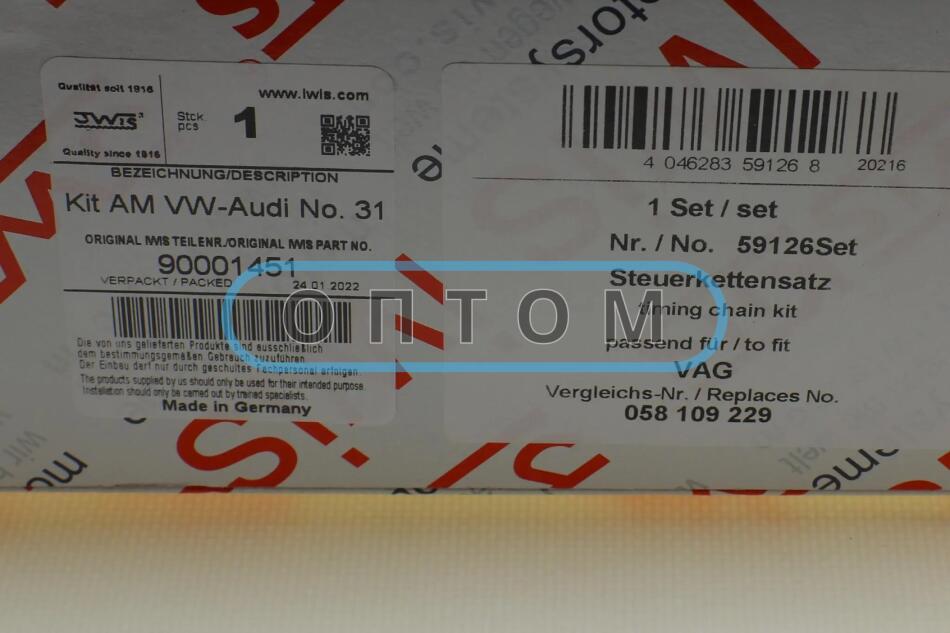 Qualität seit 1916
JWIS
Quality since 1916
Stck.
pcs
1
www.iwis.com
BEZEICHNUNG/DESCRIPTION
Kit AM VW-Audi No. 31
ORIGINAL IWIS TEILENR./ORIGINAL IWIS PART NO.
90001451
VERPACKT / PACKED
24.01.2022
Die von uns gelieferten Produkte sind ausschließlich
dem bestimmungsgemäßen Gebrauch zuzuführen.
Der Einbau darf nur durch geschultes Fachpersonal erfolgen.
The products supplied by us should only be used for their intended purpose.
Installation should only be carried out by trained specialists.
Made in Germany
4 046283 59126 8
20216
1 Set / set
Nr. / No. 59126Set
Steuerkettensatz
timing chain kit
passend für / to fit
VAG
Vergleichs-Nr. / Replaces No.
058 109 229
ОПТОМ